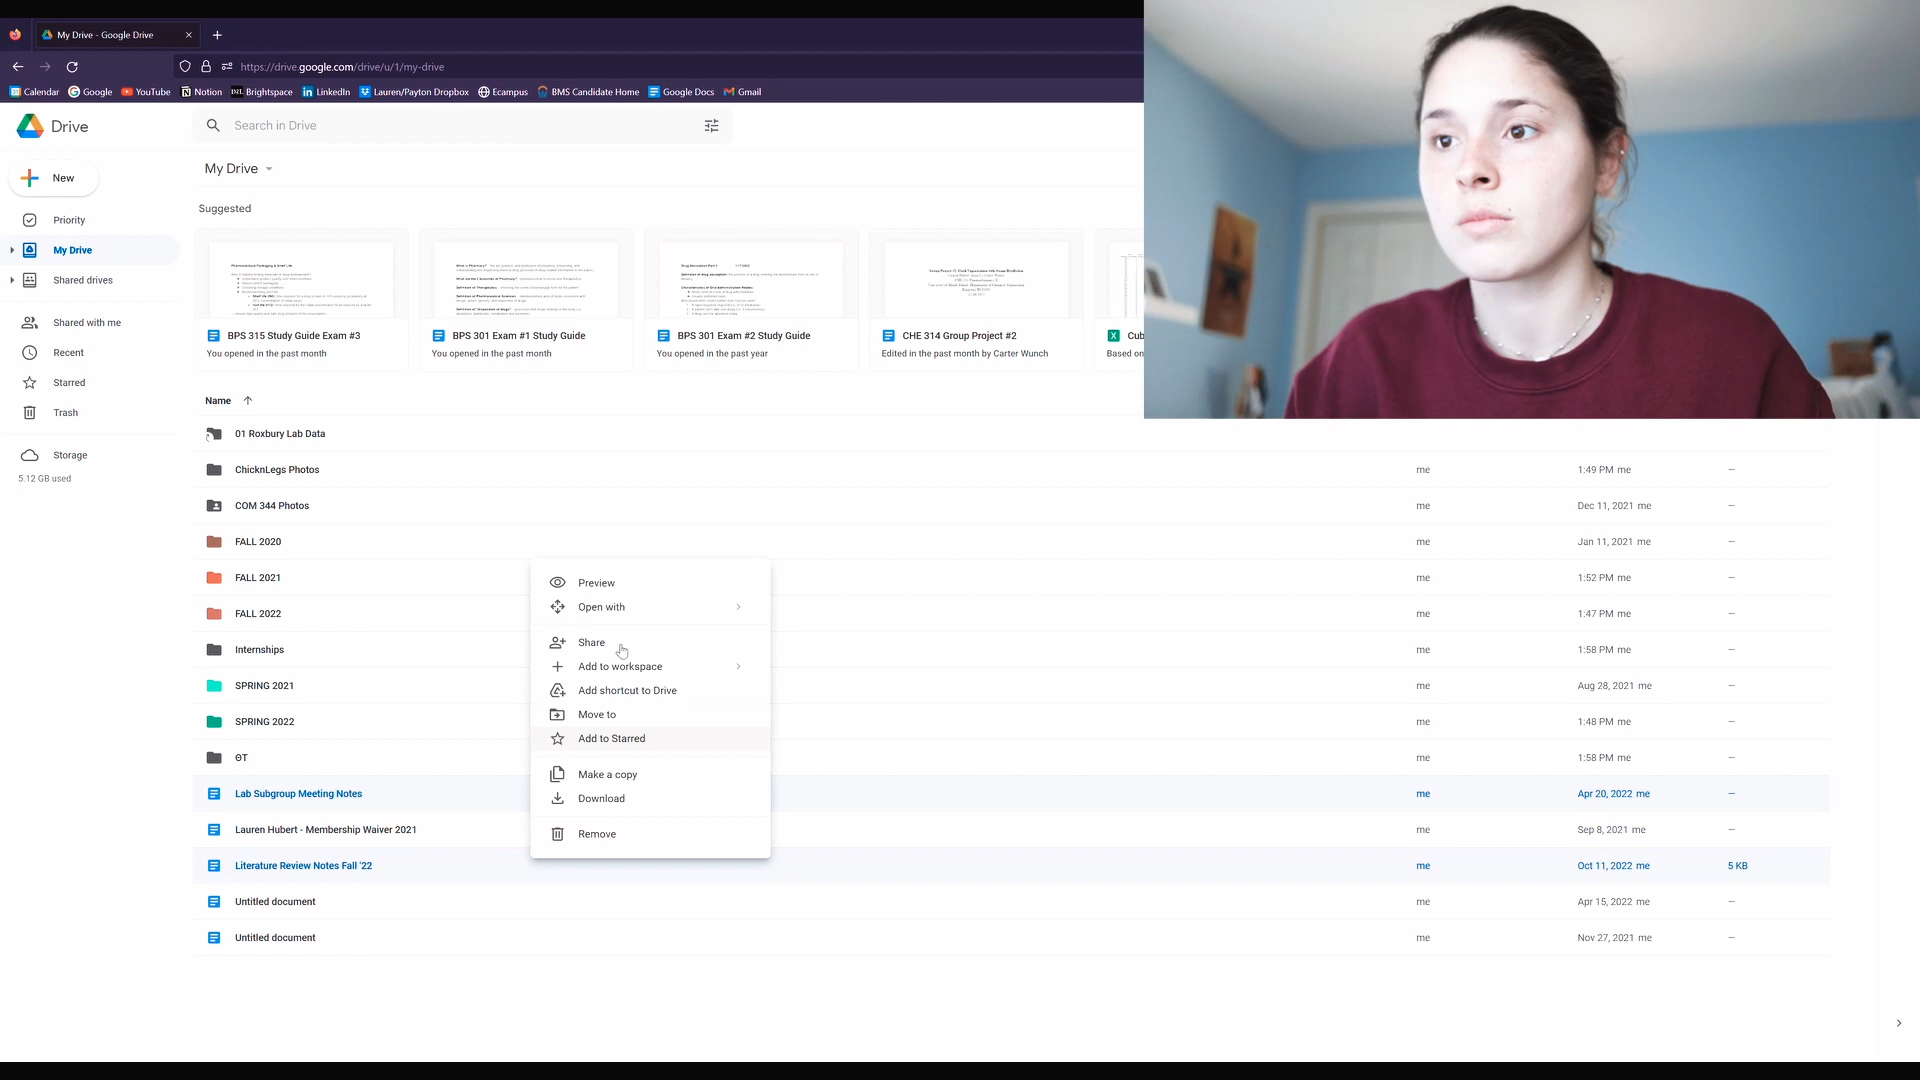 My Drive - Google Drive
https://drive.google.com/drive/u/1/my-drive
Calendar Google YouTube Notion D2L Brightspace LinkedIn Lauren/Payton Dropbox Ecampus BMS Candidate Home Google Docs Gmail
Drive
Search in Drive
New
My Drive
Priority
My Drive
Shared drives
Shared with me
Recent
Starred
Trash
Storage
5.12 GB used
Suggested
BPS 315 Study Guide Exam #3
You opened in the past month
BPS 301 Exam #1 Study Guide
You opened in the past month
BPS 301 Exam #2 Study Guide
You opened in the past year
CHE 314 Group Project #2
Edited in the past month by Carter Wunch
Cub
Based on
Name
01 Roxbury Lab Data
ChicknLegs Photos me 1:49 PM me —
COM 344 Photos me Dec 11, 2021 me —
FALL 2020 me Jan 11, 2021 me —
FALL 2021 me 1:52 PM me —
FALL 2022 me 1:47 PM me —
Internships me 1:58 PM me —
SPRING 2021 me Aug 28, 2021 me —
SPRING 2022 me 1:48 PM me —
ΘΤ me 1:58 PM me —
Lab Subgroup Meeting Notes me Apr 20, 2022 me —
Lauren Hubert - Membership Waiver 2021 me Sep 8, 2021 me —
Literature Review Notes Fall '22 me Oct 11, 2022 me 5 KB
Untitled document me Apr 15, 2022 me —
Untitled document me Nov 27, 2021 me —
Preview
Open with
Share
Add to workspace
Add shortcut to Drive
Move to
Add to Starred
Make a copy
Download
Remove